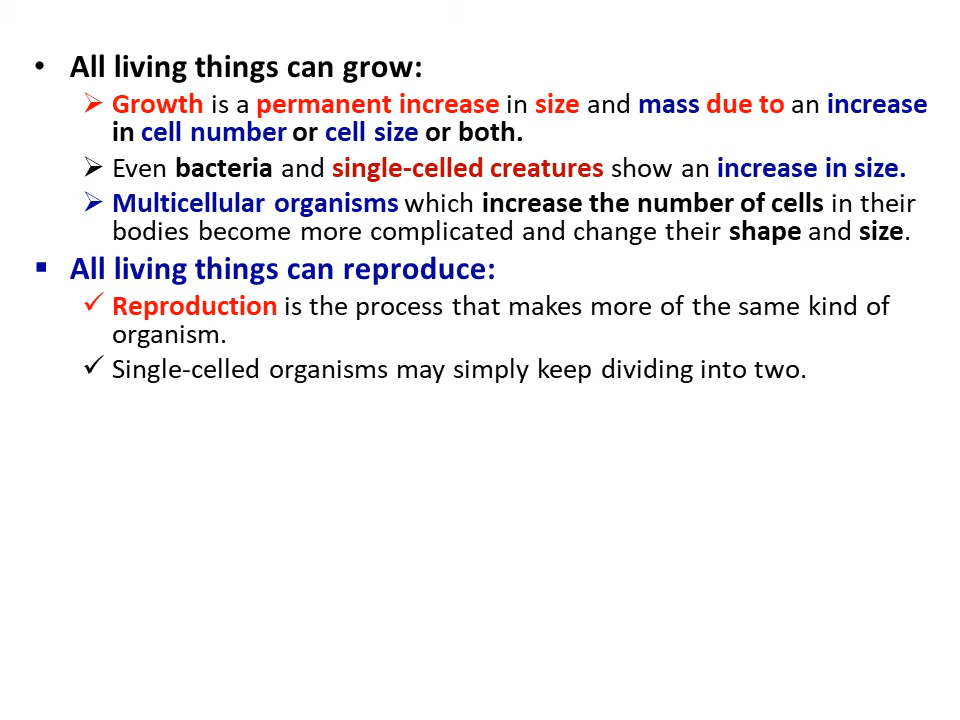 • All living things can grow:
➢ Growth is a permanent increase in size and mass due to an increase
in cell number or cell size or both.
➢ Even bacteria and single-celled creatures show an increase in size.
➢ Multicellular organisms which increase the number of cells in their
bodies become more complicated and change their shape and size.
▪ All living things can reproduce:
✓ Reproduction is the process that makes more of the same kind of
organism.
✓ Single-celled organisms may simply keep dividing into two.